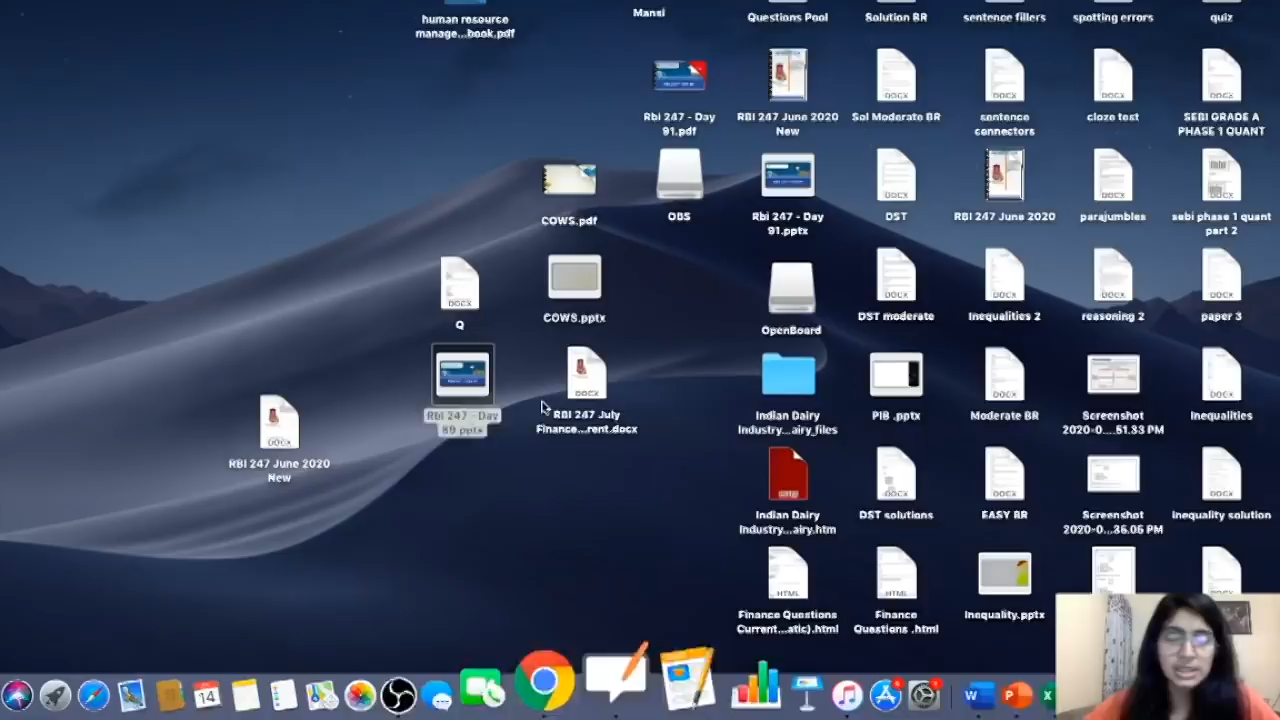 human resource
manage...book.pdf
Mansi
Questions Pool
Solution BR
sentence fillers
spotting errors
quiz
Rbi 247 - Day
91.pdf
RBI 247 June 2020
New
Sol Moderate BR
sentence
connectors
cloze test
SEBI GRADE A
PHASE 1 QUANT
COWS.pdf
OBS
Rbi 247 - Day
91.pptx
DST
RBI 247 June 2020
parajumbles
sebi phase 1 quant
part 2
DOCX
Q
COWS.pptx
OpenBoard
DST moderate
Inequalities 2
reasoning 2
paper 3
Rbi 247 - Day
89.pptx
RBI 247 July
Finance...rent.docx
Indian Dairy
Industry...airy_files
PIB .pptx
Moderate BR
Screenshot
2020-0....51.33 PM
Inequalities
RBI 247 June 2020
New
Indian Dairy
Industry...airy.htm
DST solutions
EASY BR
Screenshot
2020-0...36.05 PM
Inequality solution
HTML
Finance Questions
Current...atic).html
HTML
Finance
Questions .html
Inequality.pptx
14